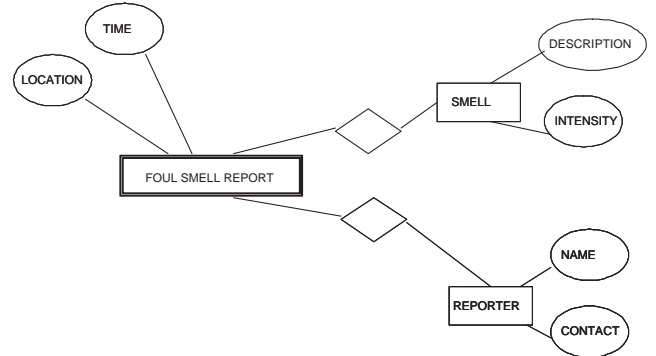 TIME
LOCATION
DESCRIPTION
SMELL
INTENSITY
FOUL SMELL REPORT
NAME
REPORTER
CONTACT